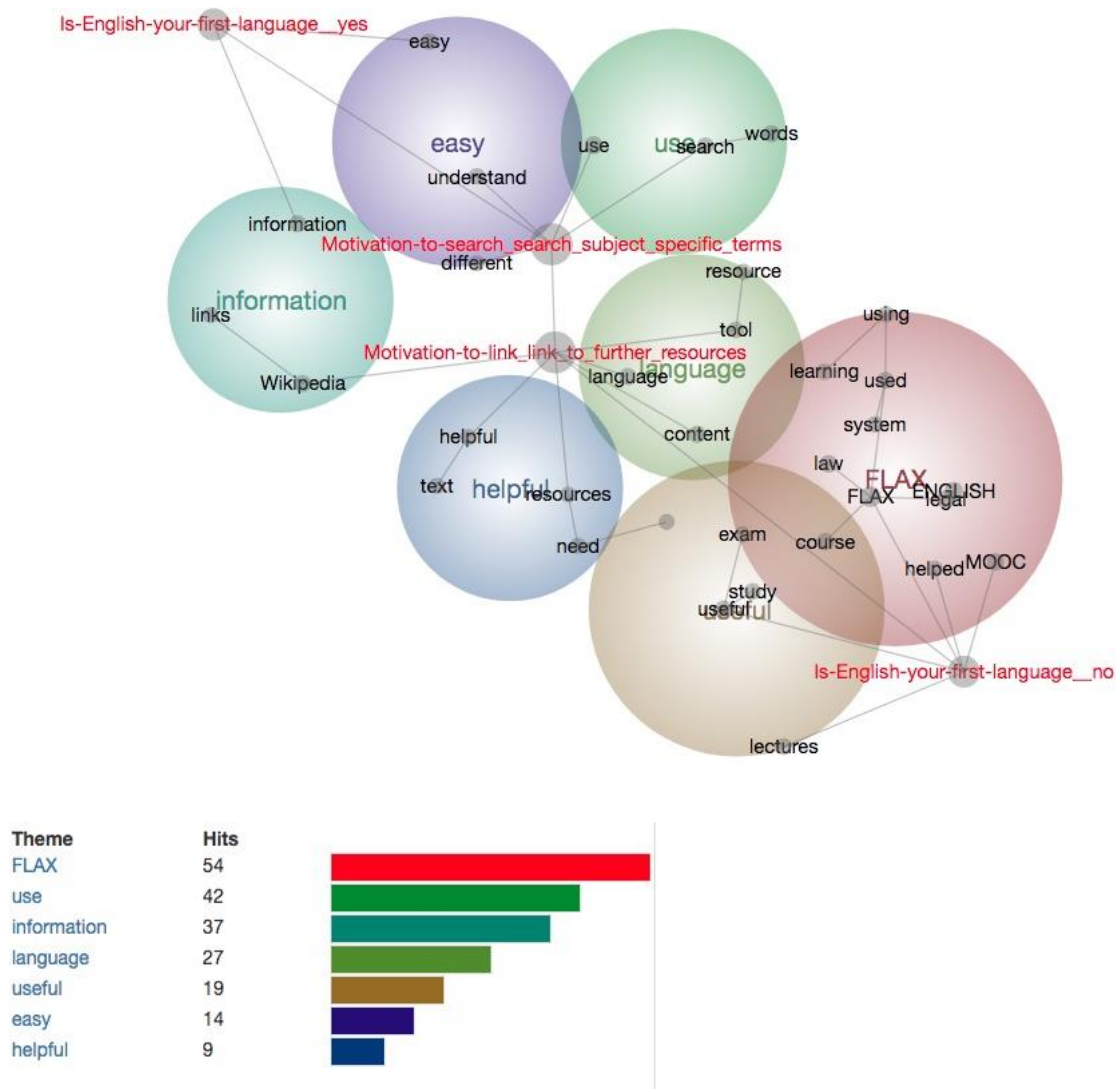 Is-English-your-first-language__yes
easy
easy
use
use
search
words
understand
information
Motivation-to-search_search_subject_specific_terms
different
resource
information
links
using
tool
Motivation-to-link_link_to_further_resources
language
learning
language
Wikipedia
used
system
helpful
content
law
FLAX
text
helpful
resources
FLAX
ENGLISH
legal
exam
need
course
helped
MOOC
study
useful
useful
Is-English-your-first-language__no
lectures
Theme Hits
FLAX 54
use 42
information 37
language 27
useful 19
easy 14
helpful 9